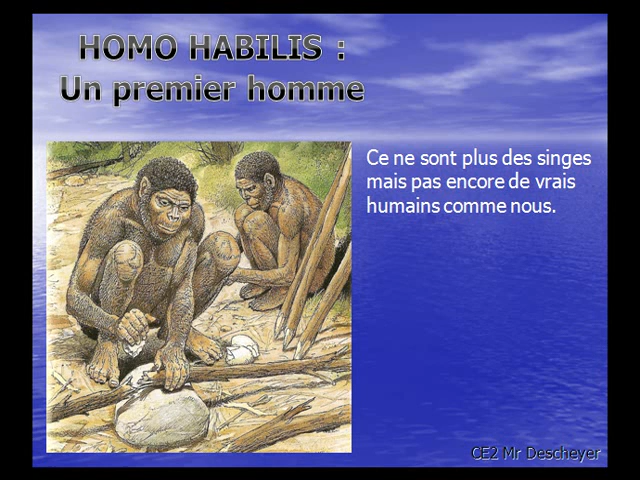 HOMO HABILIS :
Un premier homme
Ce ne sont plus des singes
mais pas encore de vrais
humains comme nous.
CE2 Mr Descheyer